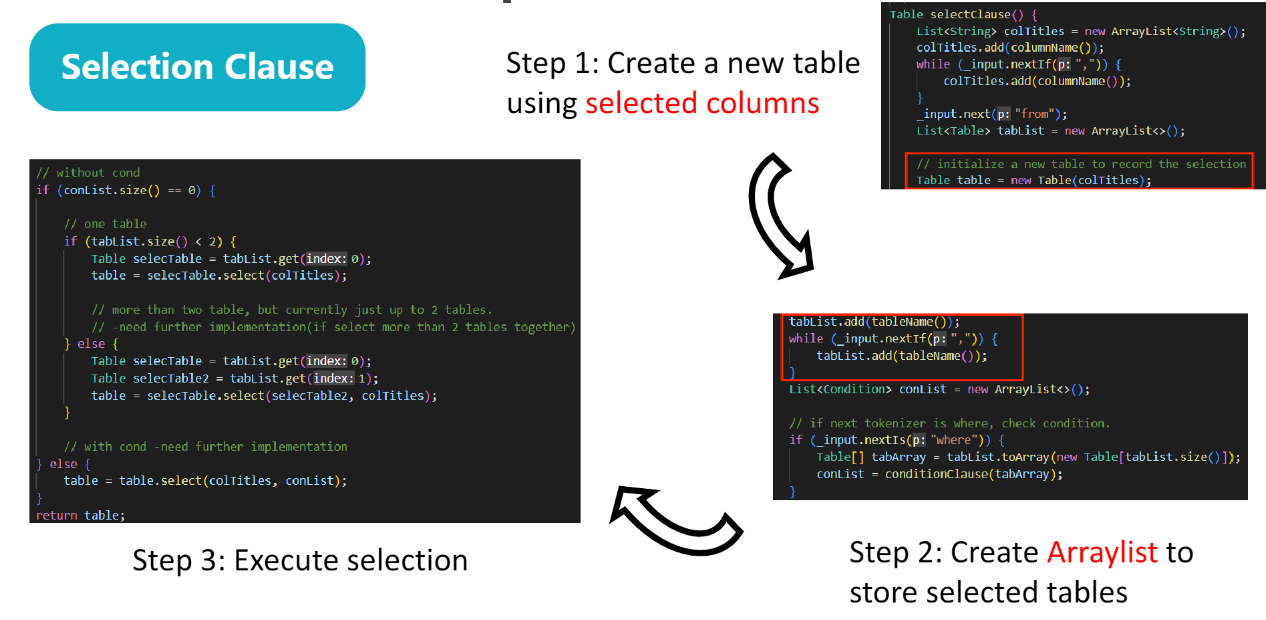 Selection Clause
Step 1: Create a new table
using selected columns
Table selectClause() {
List<String> colTitles = new ArrayList<String>();
colTitles.add(columnName());
while (_input.nextIf(p: ",")) {
colTitles.add(columnName());
}
_input.next(p: "from");
List<Table> tabList = new ArrayList<>();
// initialize a new table to record the selection
Table table = new Table(colTitles);
tabList.add(tableName());
while (_input.nextIf(p: ",")) {
tabList.add(tableName());
}
List<Condition> conList = new ArrayList<>();
// if next tokenizer is where, check condition.
if (_input.nextIs(p: "where")) {
Table[] tabArray = tabList.toArray(new Table[tabList.size()]);
conList = conditionClause(tabArray);
}
Step 2: Create Arraylist to
store selected tables
// without cond
if (conList.size() == 0) {
// one table
if (tabList.size() < 2) {
Table selecTable = tabList.get(index: 0);
table = selecTable.select(colTitles);
// more than two table, but currently just up to 2 tables.
// -need further implementation(if select more than 2 tables together)
} else {
Table selecTable = tabList.get(index: 0);
Table selecTable2 = tabList.get(index: 1);
table = selecTable.select(selecTable2, colTitles);
}
// with cond -need further implementation
} else {
table = table.select(colTitles, conList);
}
return table;
Step 3: Execute selection